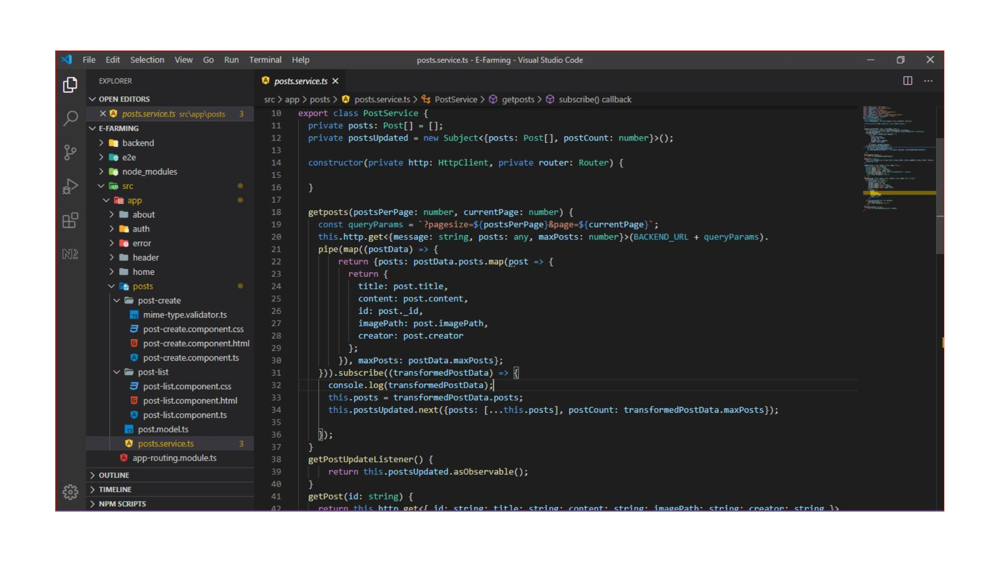 File Edit Selection View Go Run Terminal Help posts.service.ts - E-Farming - Visual Studio Code
EXPLORER
OPEN EDITORS
posts.service.ts src\app\posts 3
E-FARMING
backend
e2e
node_modules
src
app
about
auth
error
header
home
posts
post-create
mime-type.validator.ts
post-create.component.css
post-create.component.html
post-create.component.ts
post-list
post-list.component.css
post-list.component.html
post-list.component.ts
post.model.ts
posts.service.ts 3
app-routing.module.ts
OUTLINE
TIMELINE
NPM SCRIPTS
posts.service.ts
src > app > posts > posts.service.ts > PostService > getposts > subscribe() callback
10 export class PostService {
11 private posts: Post[] = [];
12 private postsUpdated = new Subject<{posts: Post[], postCount: number}>();
13
14 constructor(private http: HttpClient, private router: Router) {
15
16 }
17
18 getposts(postsPerPage: number, currentPage: number) {
19 const queryParams = `?pagesize=${postsPerPage}&page=${currentPage}`;
20 this.http.get<{message: string, posts: any, maxPosts: number}>(BACKEND_URL + queryParams).
21 pipe(map((postData) => {
22 return {posts: postData.posts.map(post => {
23 return {
24 title: post.title,
25 content: post.content,
26 id: post._id,
27 imagePath: post.imagePath,
28 creator: post.creator
29 };
30 }), maxPosts: postData.maxPosts};
31 })).subscribe((transformedPostData) => {
32 console.log(transformedPostData);
33 this.posts = transformedPostData.posts;
34 this.postsUpdated.next({posts: [...this.posts], postCount: transformedPostData.maxPosts});
35
36 });
37 }
38 getPostUpdateListener() {
39 return this.postsUpdated.asObservable();
40 }
41 getPost(id: string) {
42 return this.http.get<{ id: string; title: string; content: string; imagePath: string; creator: string }>